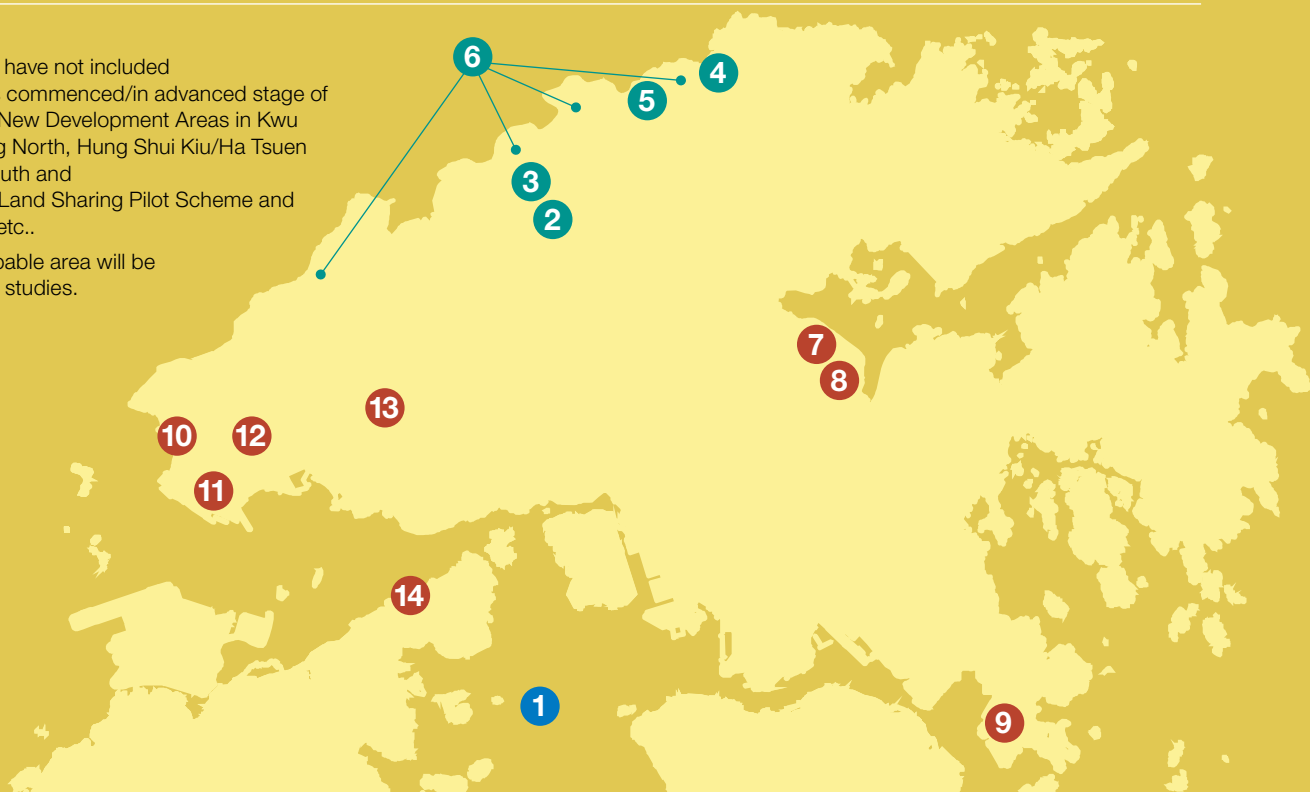 have not included
commenced/in advanced stage of
New Development Areas in Kwu
North, Hung Shui Kiu/Ha Tsuen
and
Land Sharing Pilot Scheme and
etc..
area will be
studies.
6
4
5
3
2
7
8
13
10
12
11
14
1
9